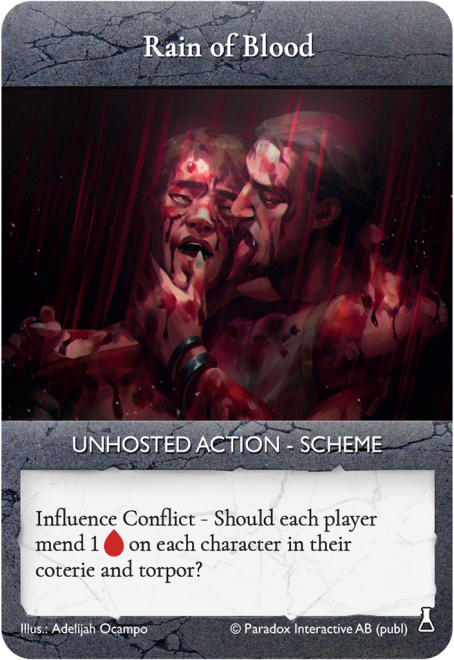 Rain of Blood
UNHOSTED ACTION - SCHEME
Influence Conflict - Should each player
mend 1 on each character in their
coterie and torpor?
Illus.: Adelijah Ocampo © Paradox Interactive AB (publ)